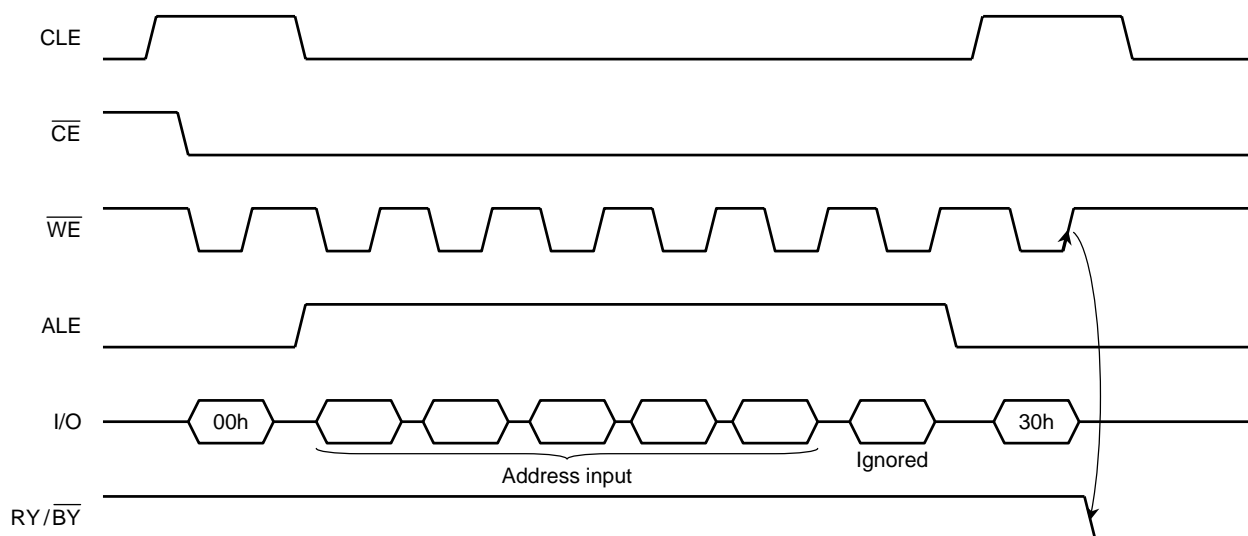 CLE
CE
WE
ALE
I/O 00h 30h
Address input Ignored
RY/BY